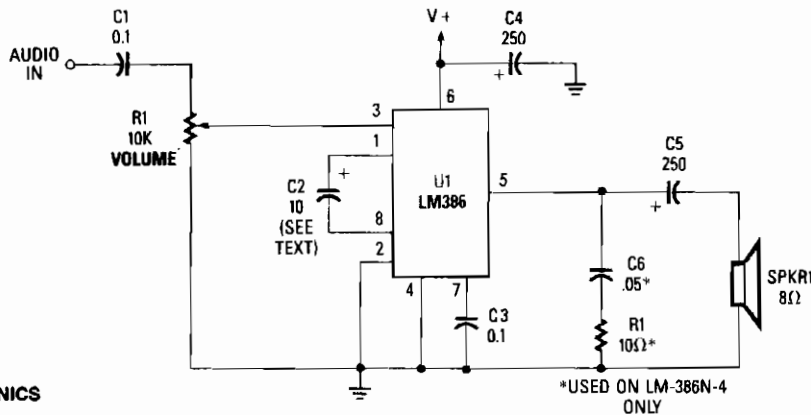 C1
0.1
AUDIO
IN
R1
10K
VOLUME
V+
C4
250
+
6
3
1
C2
10
(SEE
TEXT)
+
8
2
U1
LM386
5
4
7
C3
0.1
C5
250
+
C6
.05*
R1
10Ω*
SPKR1
8Ω
*USED ON LM-386N-4
ONLY
NICS